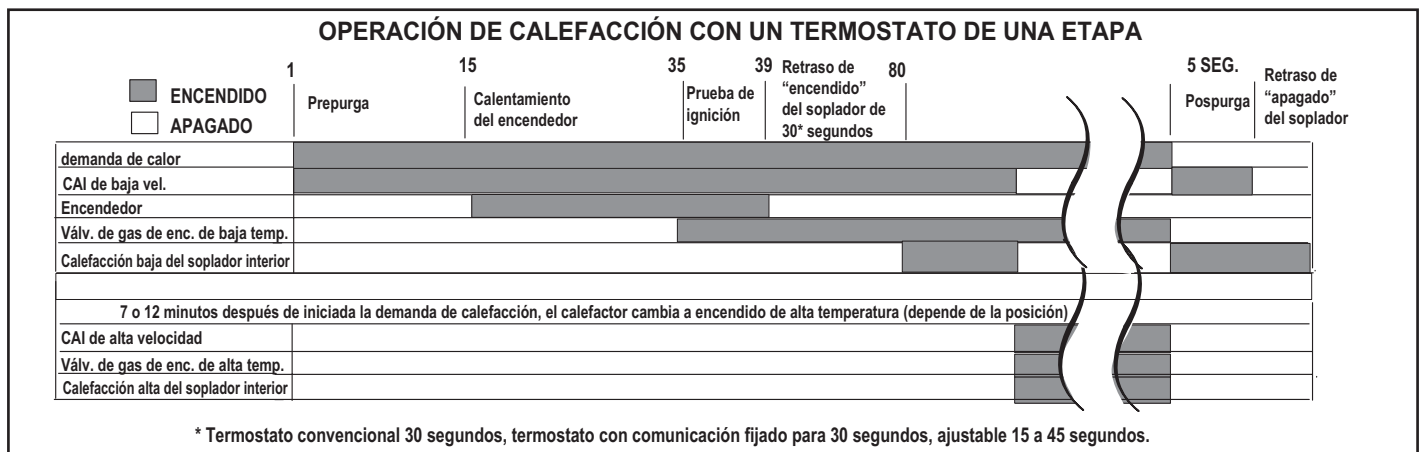 OPERACIÓN DE CALEFACCIÓN CON UN TERMOSTATO DE UNA ETAPA
1
15
35
39
80
5 SEG.
ENCENDIDO
APAGADO
Prepurga
Calentamiento
del encendedor
Prueba de
ignición
Retraso de
“encendido”
del soplador de
30* segundos
Pospurga
Retraso de
“apagado”
del soplador
demanda de calor
CAI de baja vel.
Encendedor
Válv. de gas de enc. de baja temp.
Calefacción baja del soplador interior
7 o 12 minutos después de iniciada la demanda de calefacción, el calefactor cambia a encendido de alta temperatura (depende de la posición)
CAI de alta velocidad
Válv. de gas de enc. de alta temp.
Calefacción alta del soplador interior
* Termostato convencional 30 segundos, termostato con comunicación fijado para 30 segundos, ajustable 15 a 45 segundos.